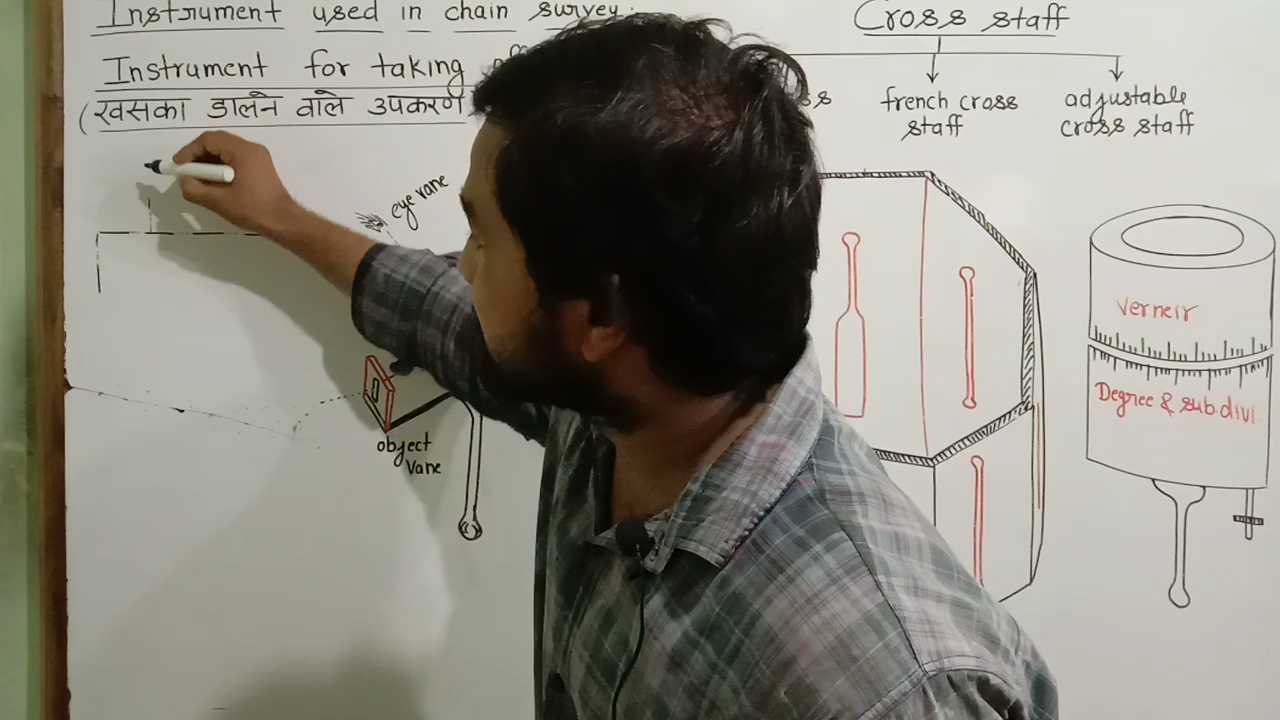 Instrument used in chain survey.
Instrument for taking
(खसका डालने वाले उपकरण
Cross staff
french cross
staff
adjustable
cross staff
eye vane
object
Vane
Verneir
Degree & sub.divi.